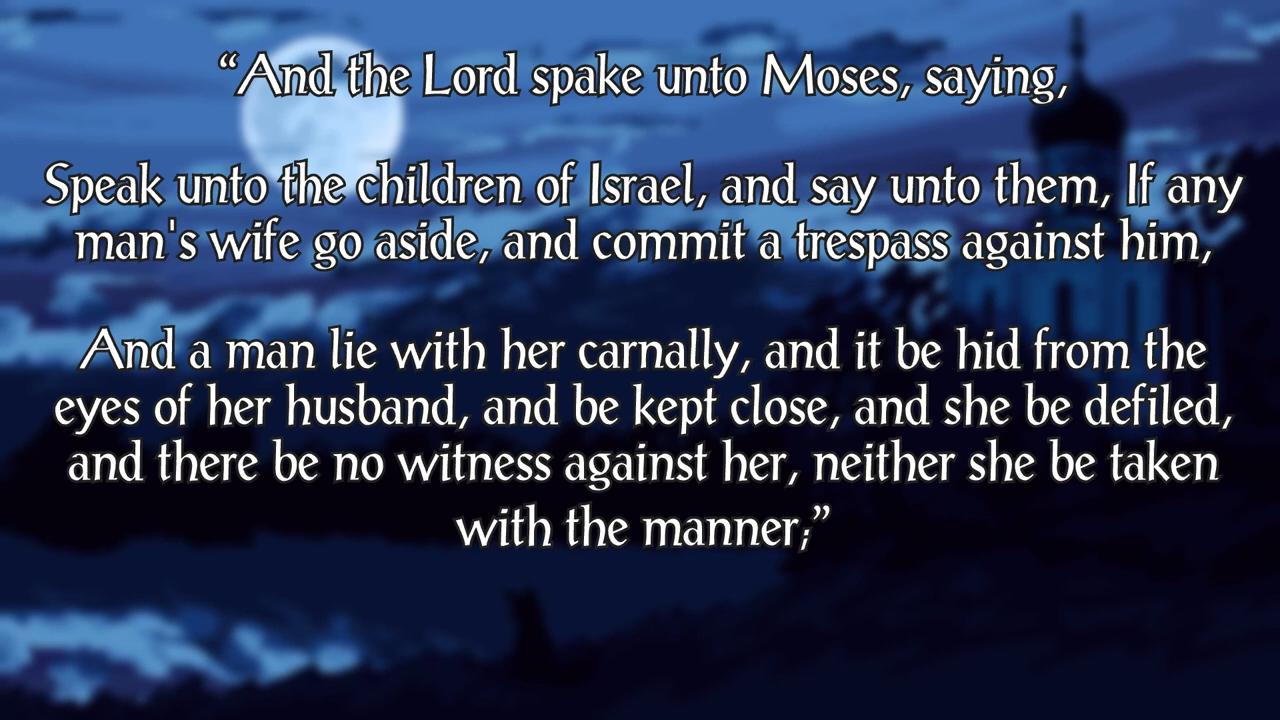 “And the Lord spake unto Moses, saying,
Speak unto the children of Israel, and say unto them, If any
man's wife go aside, and commit a trespass against him,
And a man lie with her carnally, and it be hid from the
eyes of her husband, and be kept close, and she be defiled,
and there be no witness against her, neither she be taken
with the manner;”